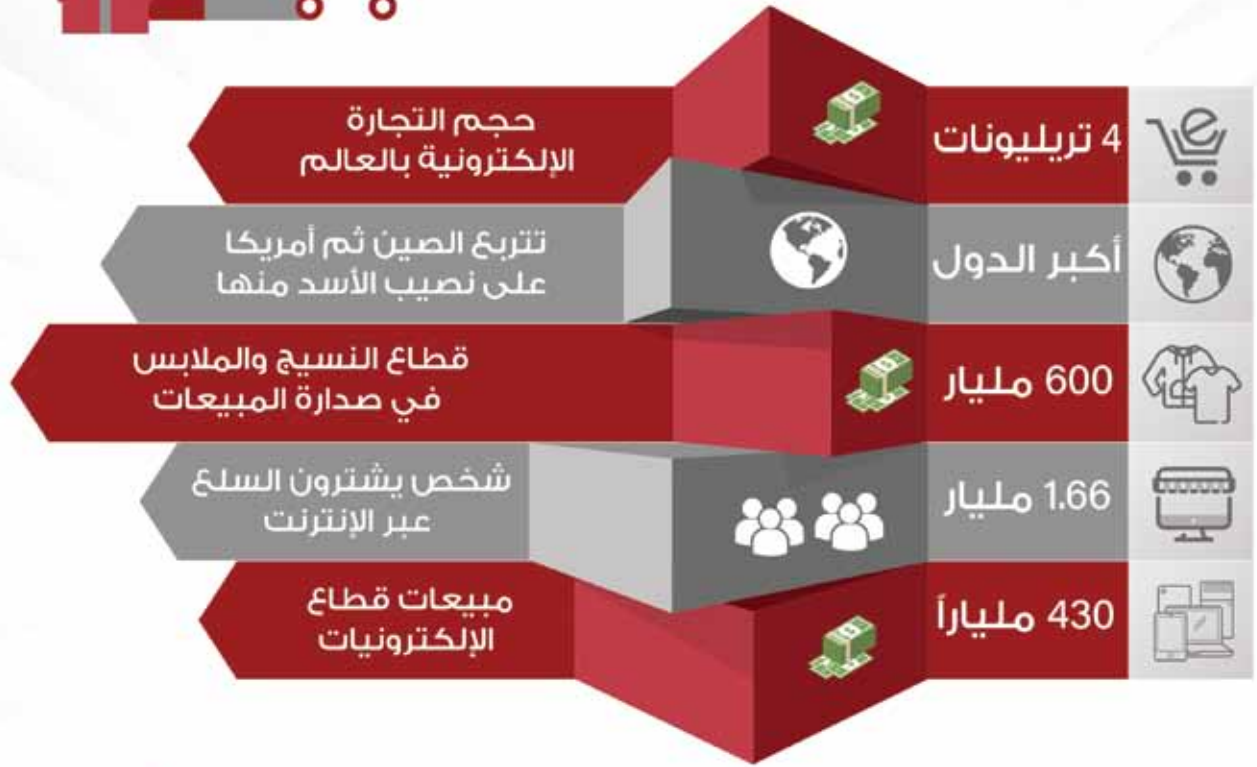 4 تريليونات
حجم التجارة
الإلكترونية بالعالم
أكبر الدول
تتربع الصين ثم أمريكا
على نصيب الأسد منها
600 مليار
قطاع النسيج والملابس
في صدارة المبيعات
1.66 مليار
شخص يشترون السلع
عبر الإنترنت
430 ملياراً
مبيعات قطاع
الإلكترونيات